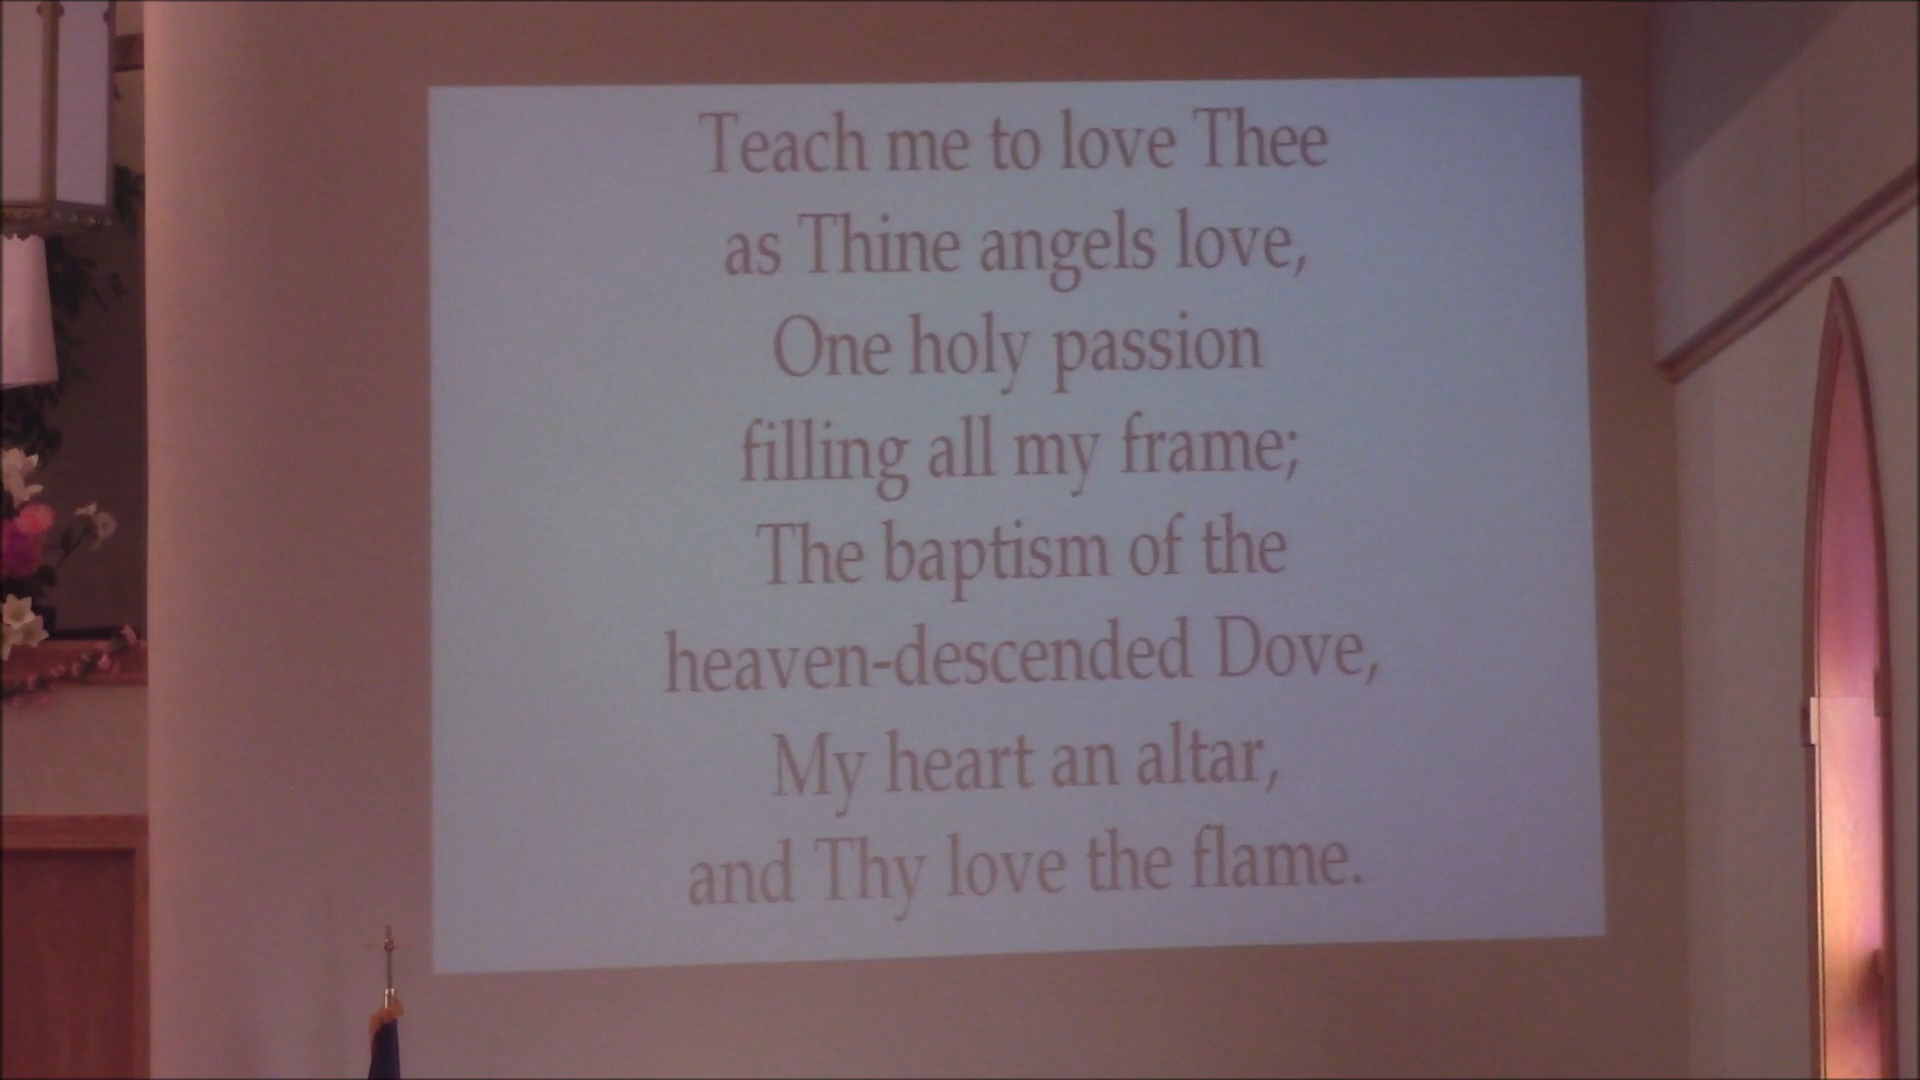 Teach me to love Thee
as Thine angels love,
One holy passion
filling all my frame;
The baptism of the
heaven-descended Dove,
My heart an altar,
and Thy love the flame.